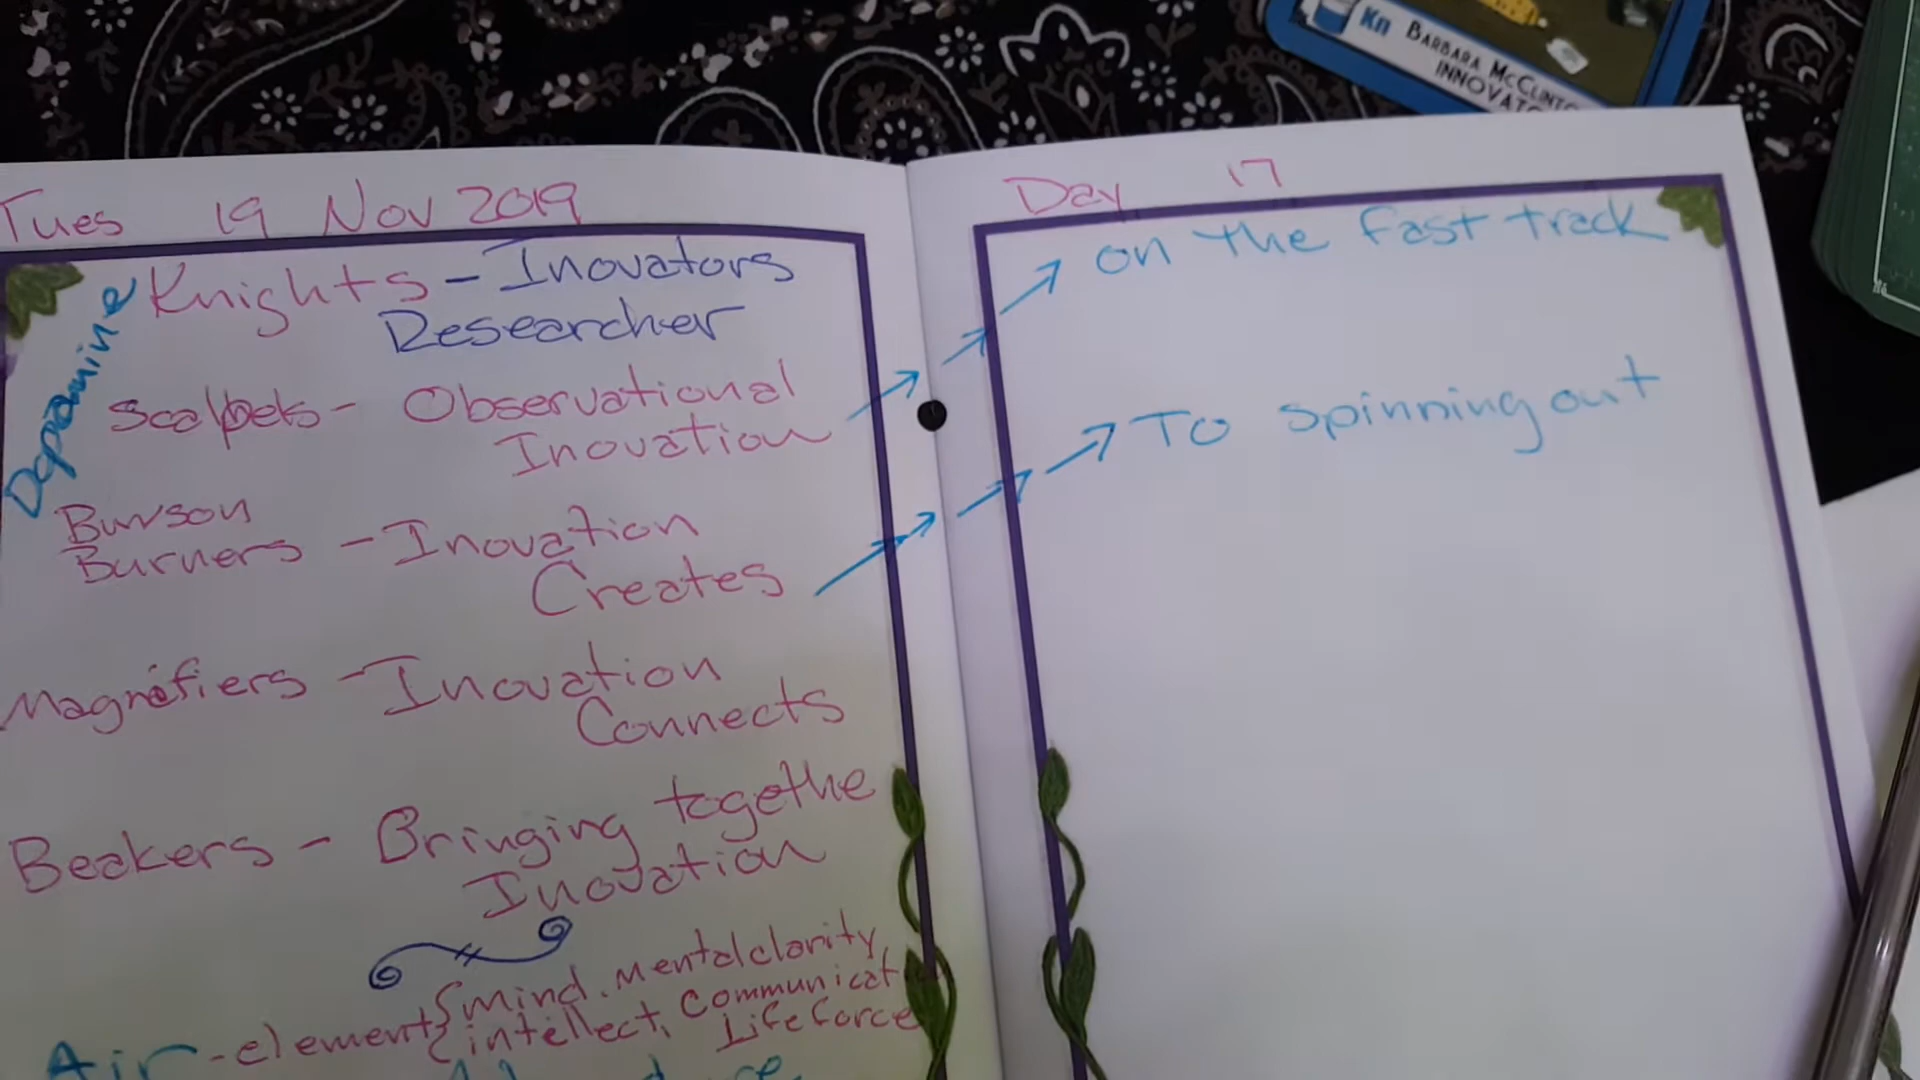 Kn BARBARA McCLINTO
INNOVATO
Tues 19 Nov 2019
Dopamine
Knights - Inovators
Researcher
Scalpels - Observational
Inovation
Bunson
Burners - Inovation
Creates
Magnefiers - Inovation
Connects
Beakers - Bringing togethe
Inovation
mind. mental clarity,
Air - element intellect, communicat
Life force
Day 17
on the fast track
To spinning out